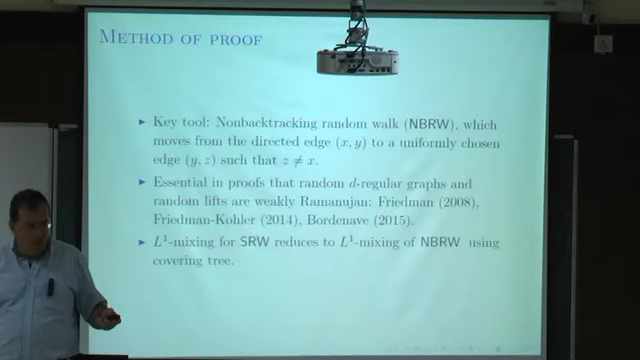 METHOD OF PROOF
▶ Key tool: Nonbacktracking random walk (NBRW), which
moves from the directed edge (x, y) to a uniformly chosen
edge (y, z) such that z ≠ x.
▶ Essential in proofs that random d-regular graphs and
random lifts are weakly Ramanujan: Friedman (2008),
Friedman-Kohler (2014), Bordenave (2015).
▶ L¹-mixing for SRW reduces to L¹-mixing of NBRW using
covering tree.